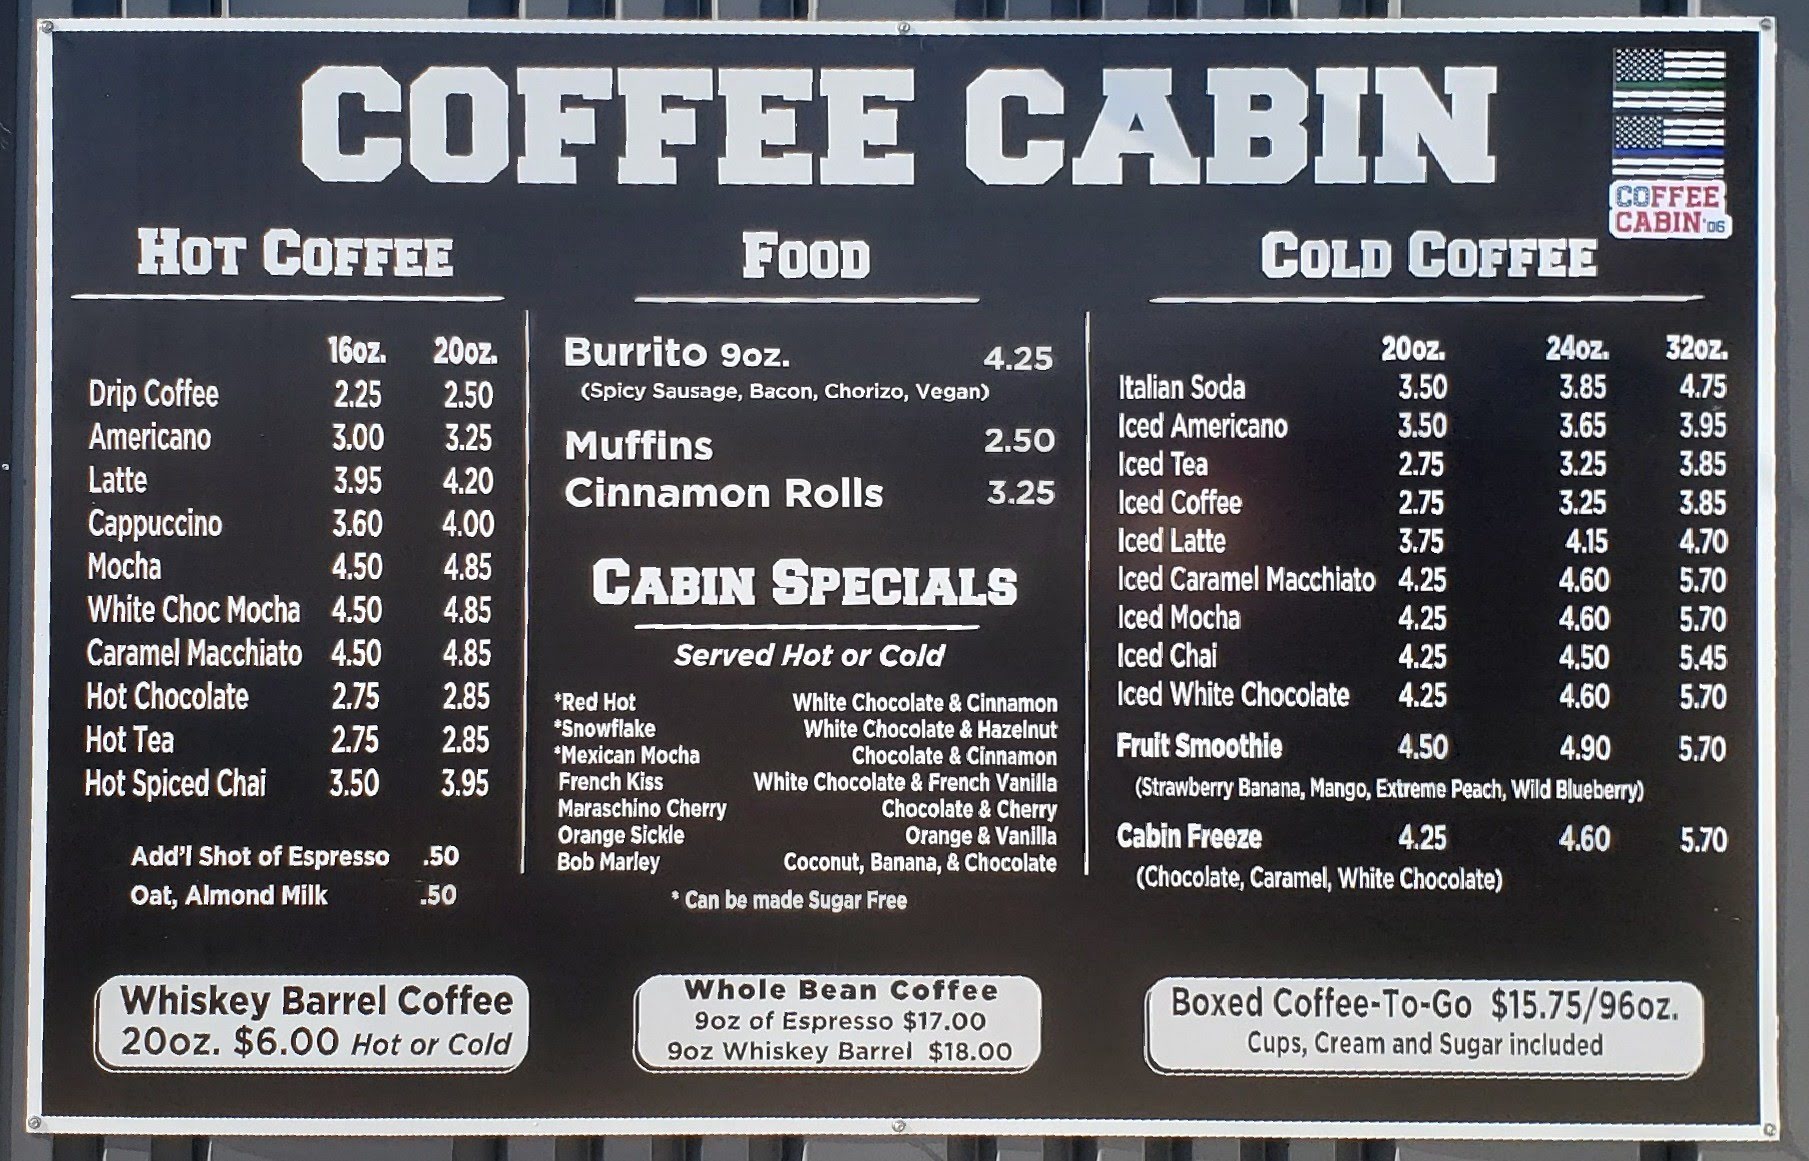 COFFEE CABIN
COFFEE
CABIN '06
HOT COFFEE
16oz. 20oz.
Drip Coffee 2.25 2.50
Americano 3.00 3.25
Latte 3.95 4.20
Cappuccino 3.60 4.00
Mocha 4.50 4.85
White Choc Mocha 4.50 4.85
Caramel Macchiato 4.50 4.85
Hot Chocolate 2.75 2.85
Hot Tea 2.75 2.85
Hot Spiced Chai 3.50 3.95
Add'l Shot of Espresso .50
Oat, Almond Milk .50
Whiskey Barrel Coffee
20oz. $6.00 Hot or Cold
FOOD
Burrito 9oz. 4.25
(Spicy Sausage, Bacon, Chorizo, Vegan)
Muffins 2.50
Cinnamon Rolls 3.25
CABIN SPECIALS
Served Hot or Cold
*Red Hot White Chocolate & Cinnamon
*Snowflake White Chocolate & Hazelnut
*Mexican Mocha Chocolate & Cinnamon
French Kiss White Chocolate & French Vanilla
Maraschino Cherry Chocolate & Cherry
Orange Sickle Orange & Vanilla
Bob Marley Coconut, Banana, & Chocolate
* Can be made Sugar Free
Whole Bean Coffee
9oz of Espresso $17.00
9oz Whiskey Barrel $18.00
COLD COFFEE
20oz. 24oz. 32oz.
Italian Soda 3.50 3.85 4.75
Iced Americano 3.50 3.65 3.95
Iced Tea 2.75 3.25 3.85
Iced Coffee 2.75 3.25 3.85
Iced Latte 3.75 4.15 4.70
Iced Caramel Macchiato 4.25 4.60 5.70
Iced Mocha 4.25 4.60 5.70
Iced Chai 4.25 4.50 5.45
Iced White Chocolate 4.25 4.60 5.70
Fruit Smoothie 4.50 4.90 5.70
(Strawberry Banana, Mango, Extreme Peach, Wild Blueberry)
Cabin Freeze 4.25 4.60 5.70
(Chocolate, Caramel, White Chocolate)
Boxed Coffee-To-Go $15.75/96oz.
Cups, Cream and Sugar included